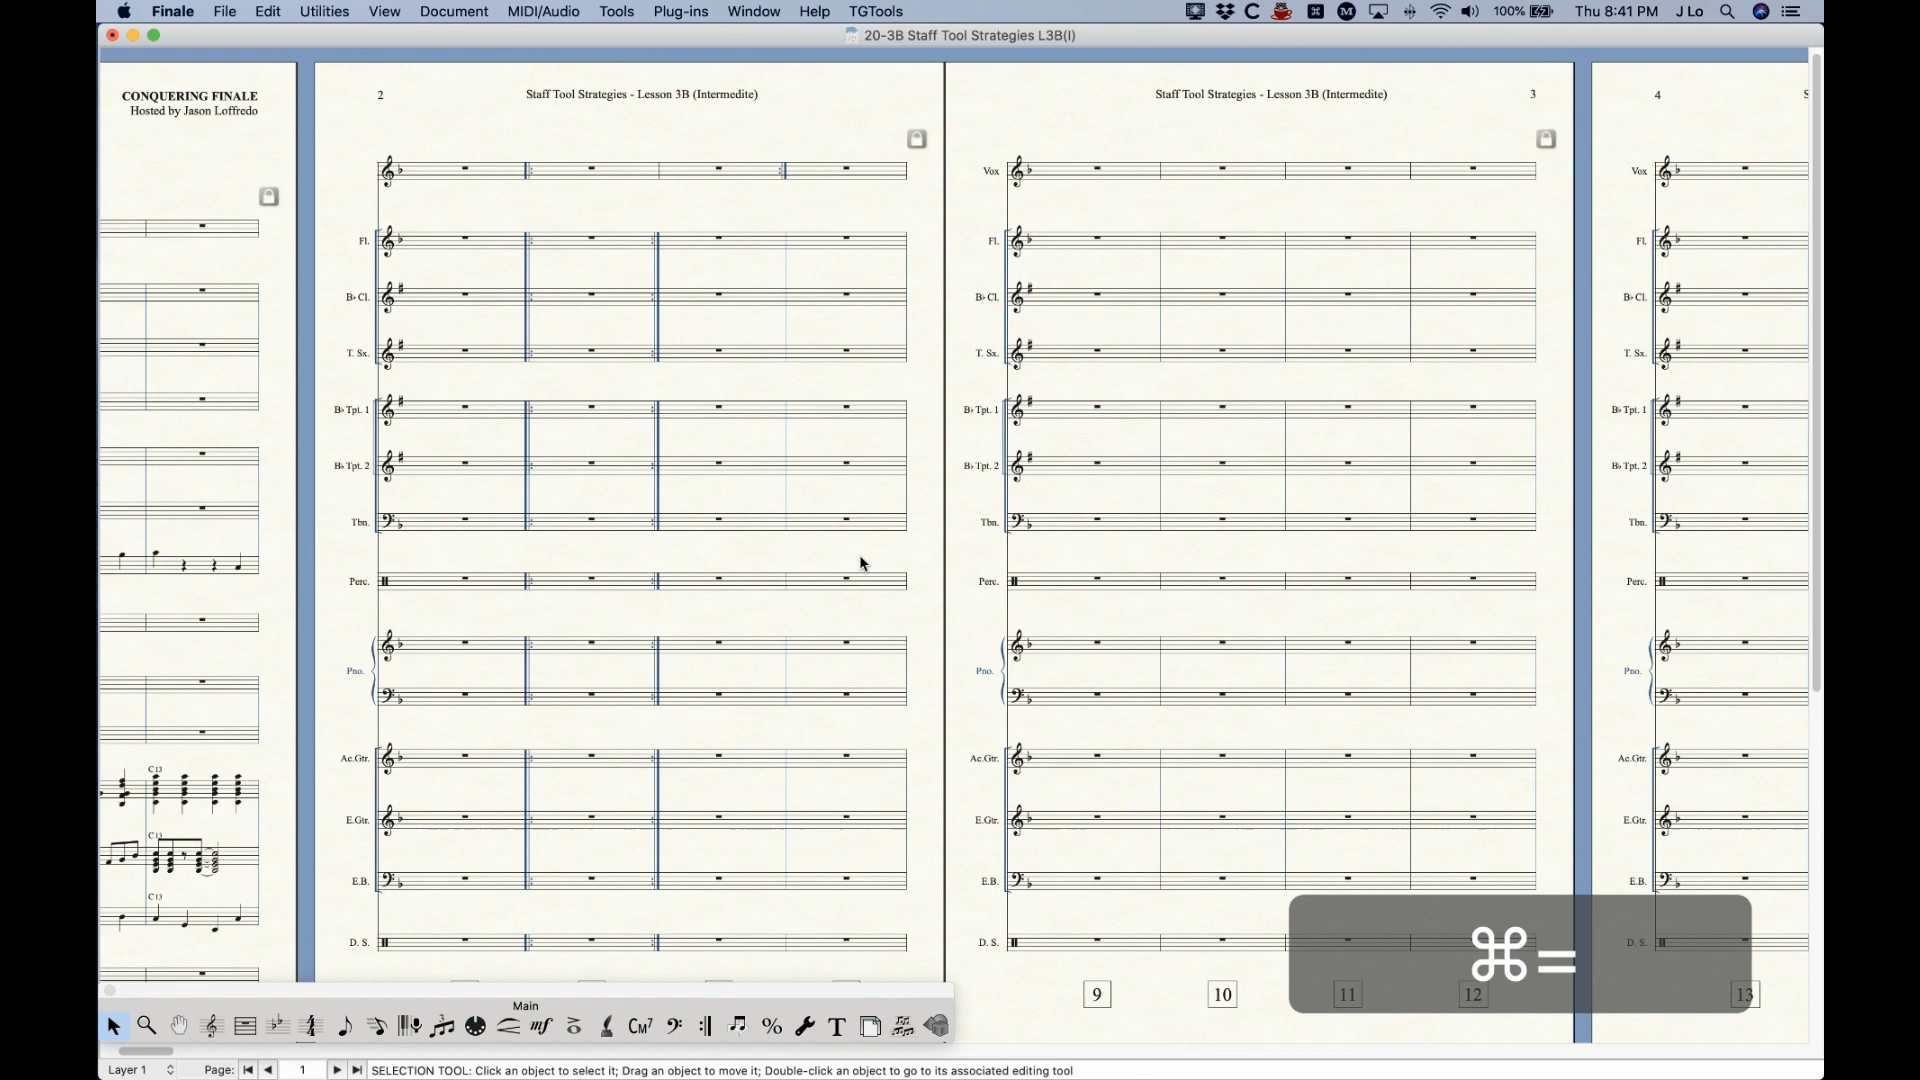 Finale File Edit Utilities View Document MIDI/Audio Tools Plug-ins Window Help TGTools 100% Thu 8:41 PM J Lo
20-3B Staff Tool Strategies L3B(I)
CONQUERING FINALE
Hosted by Jason Loffredo
2 Staff Tool Strategies - Lesson 3B (Intermedite)
Staff Tool Strategies - Lesson 3B (Intermedite) 3
4 S
Vox Vox
Fl. Fl. Fl.
B♭ Cl. B♭ Cl. B♭ Cl.
T. Sx. T. Sx. T. Sx.
B♭ Tpt. 1 B♭ Tpt. 1 B♭ Tpt. 1
B♭ Tpt. 2 B♭ Tpt. 2 B♭ Tpt. 2
Tbn. Tbn. Tbn.
Perc. Perc. Perc.
Pno. Pno. Pno.
C13
Ac.Gtr. Ac.Gtr. Ac.Gtr.
E.Gtr. E.Gtr. E.Gtr.
C13
E.B. E.B. E.B.
C13
D. S. D. S. D. S.
⌘=
9 10 11 12 13
Main
mf CM7 % T
Layer 1 Page: 1 SELECTION TOOL: Click an object to select it; Drag an object to move it; Double-click an object to go to its associated editing tool